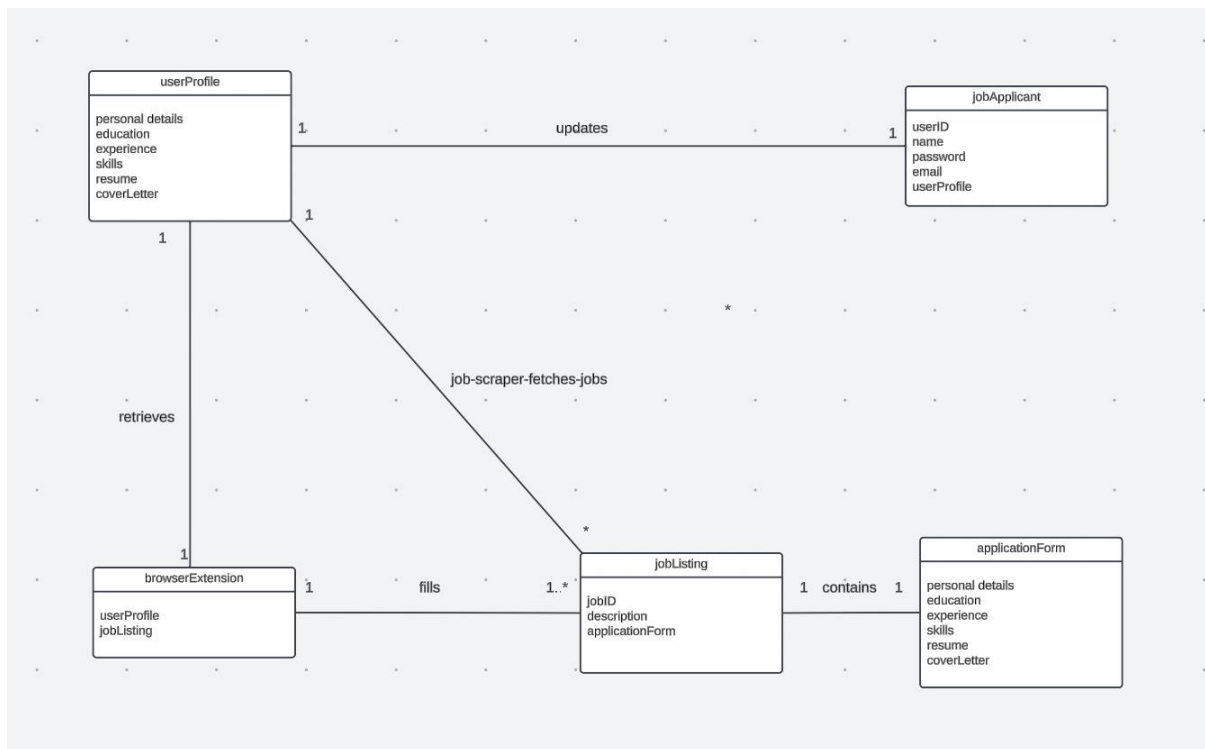 userProfile
personal details
education
experience
skills
resume
coverLetter
1
updates
1
jobApplicant
userID
name
password
email
userProfile
1
1
*
job-scraper-fetches-jobs
retrieves
*
1
browserExtension
userProfile
jobListing
1
fills
1..*
jobListing
jobID
description
applicationForm
1
contains
1
applicationForm
personal details
education
experience
skills
resume
coverLetter